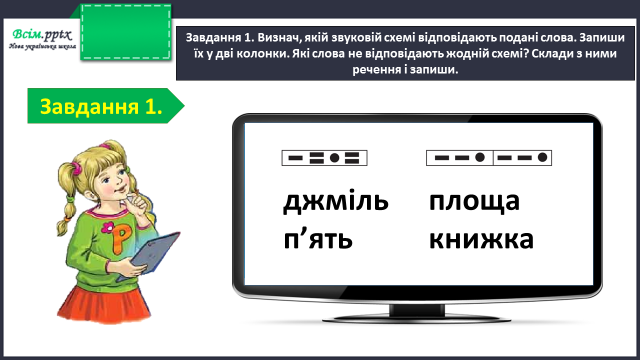 Всім.pptx
Нова українська школа
Завдання 1. Визнач, якій звуковій схемі відповідають подані слова. Запиши
їх у дві колонки. Які слова не відповідають жодній схемі? Склади з ними
речення і запиши.
Завдання 1.
джміль площа
п’ять книжка
Р